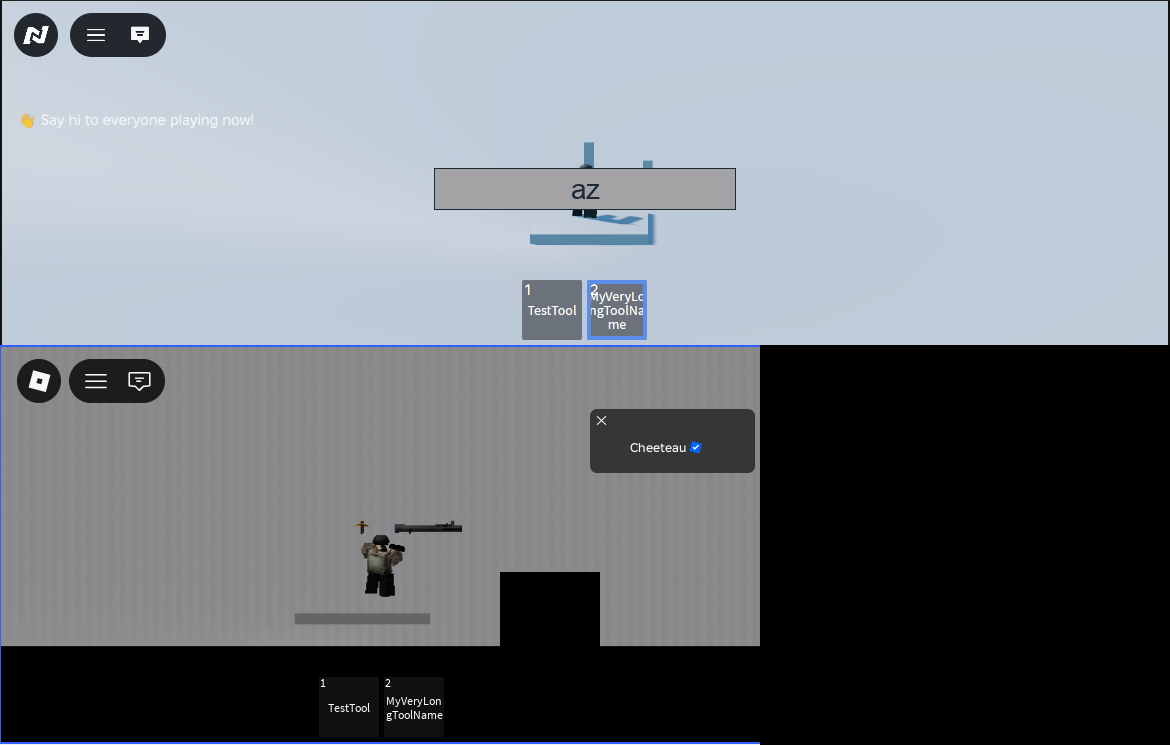 👋 Say hi to everyone playing now!
az
1
TestTool
2
MyVeryLo
ngToolNa
me
Cheeteau
1
TestTool
2
MyVeryLon
gToolName